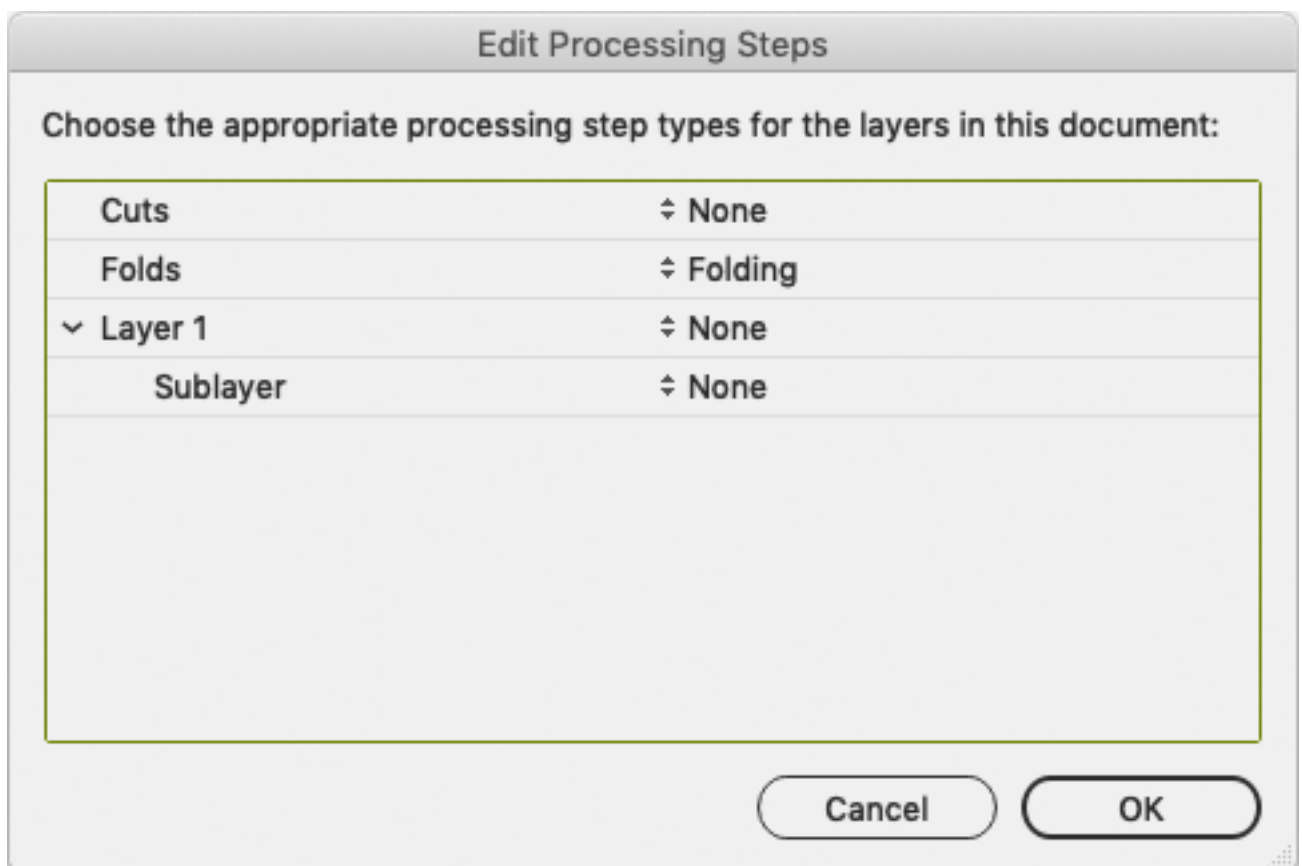 Edit Processing Steps
Choose the appropriate processing step types for the layers in this document:
Cuts None
Folds Folding
Layer 1 None
Sublayer None
Cancel OK